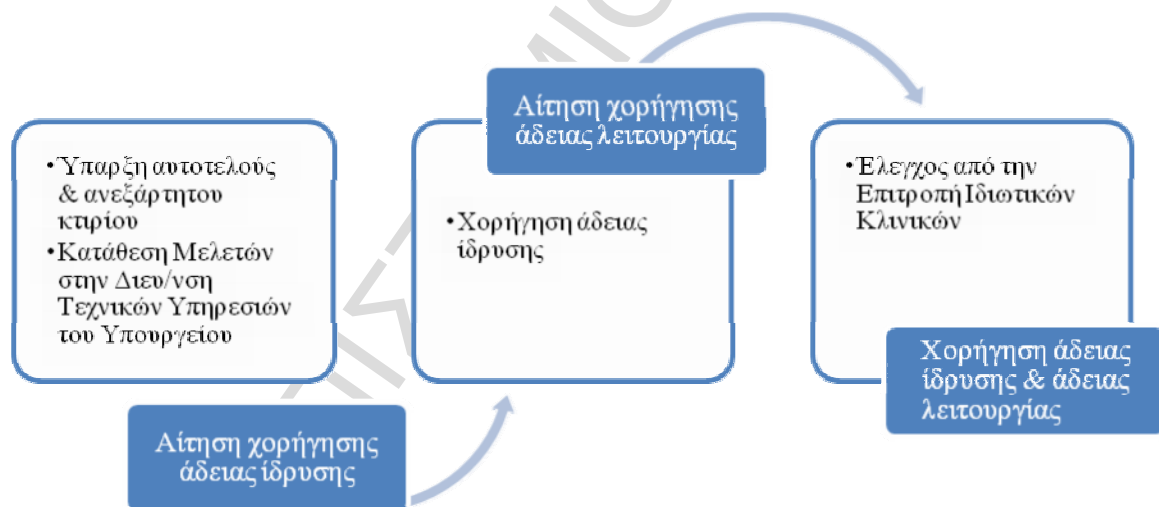 • Ύπαρξη αυτοτελούς
& ανεξάρτητου
κτιρίου
• Κατάθεση Μελετών
στην Διευ/νση
Τεχνικών Υπηρεσιών
του Υπουργείου
Αίτηση χορήγησης
άδειας ίδρυσης
Αίτηση χορήγησης
άδειας λειτουργίας
• Χορήγηση άδειας
ίδρυσης
• Έλεγχος από την
Επιτροπή Ιδιωτικών
Κλινικών
Χορήγηση άδειας
ίδρυσης & άδειας
λειτουργίας